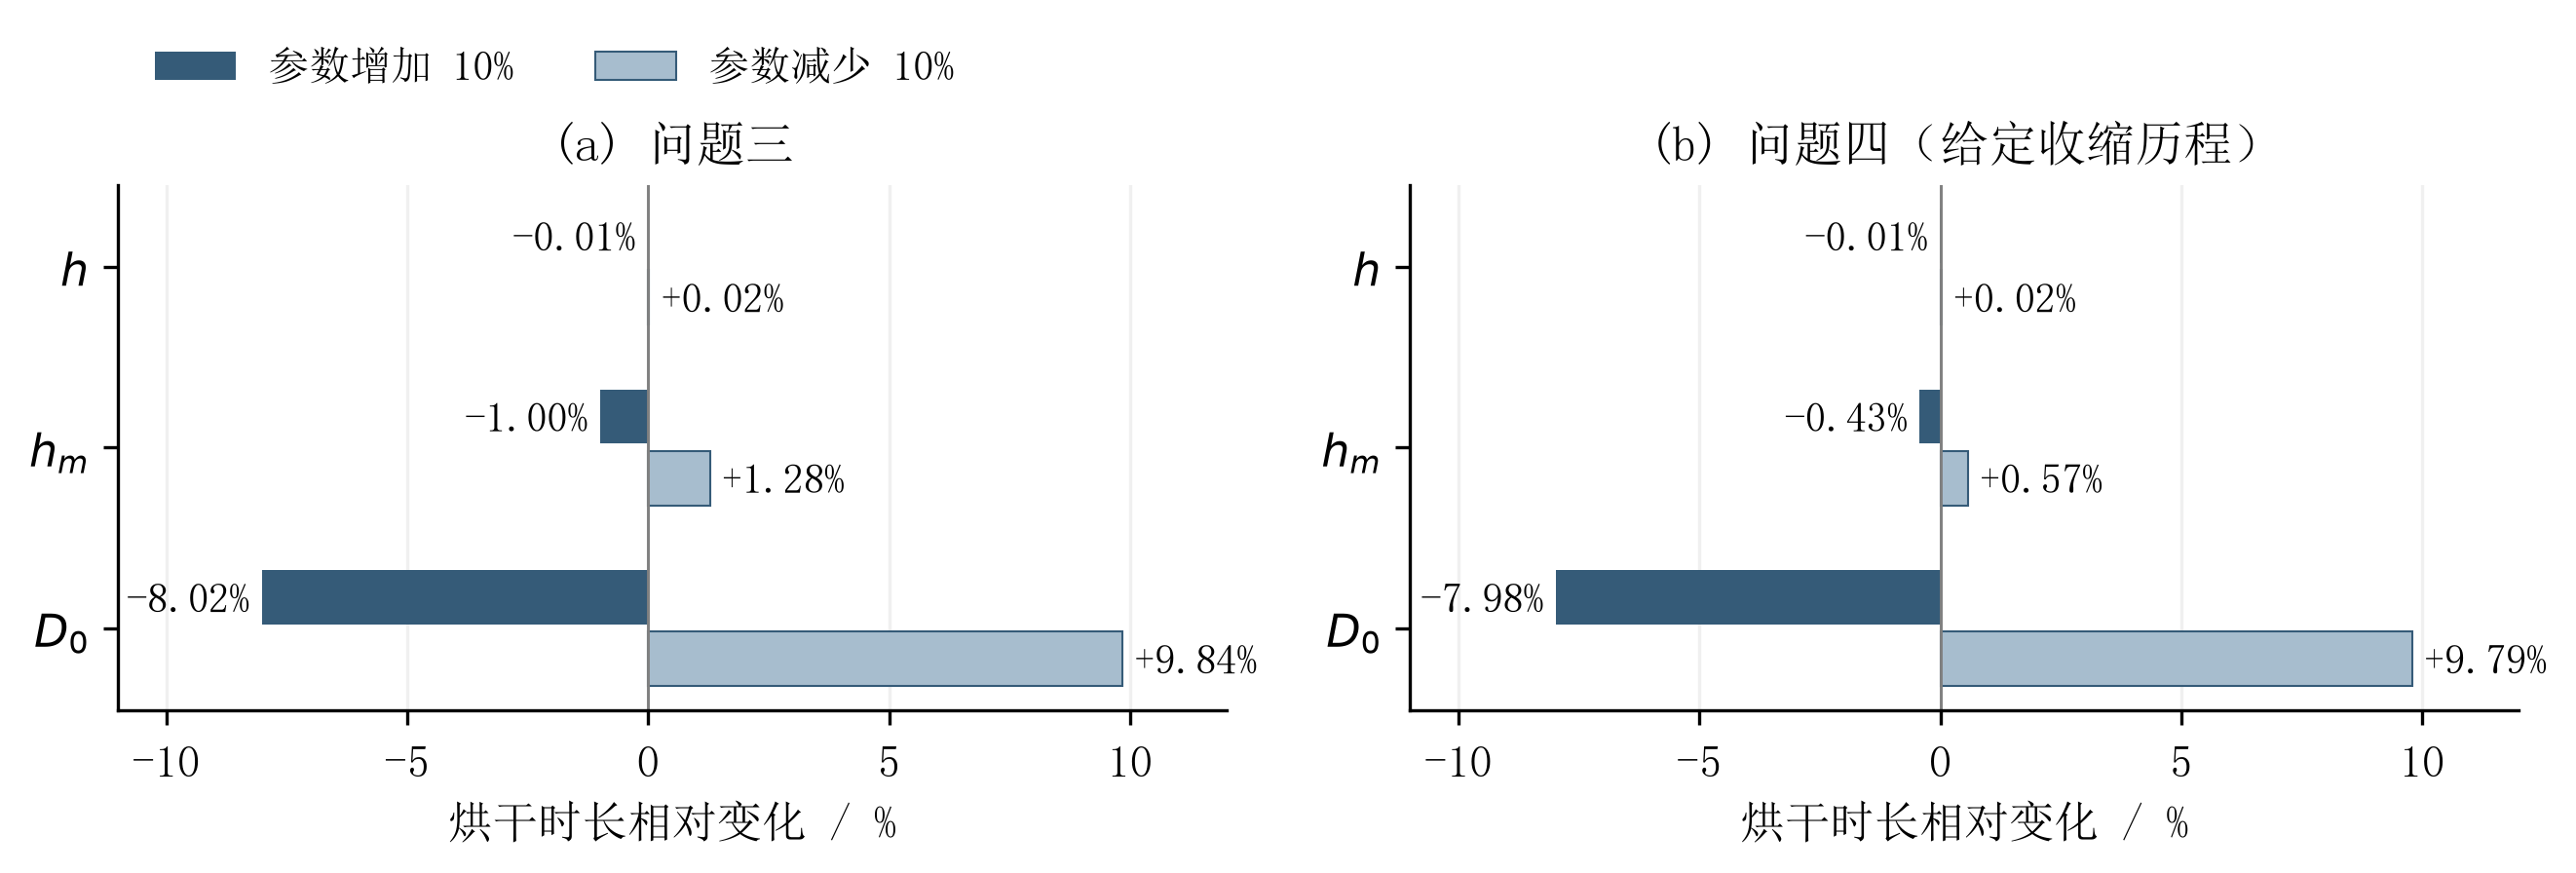 参数增加 10% 参数减少 10%
(a) 问题三
−0.01%
h
+0.02%
−1.00%
hm
+1.28%
−8.02%
D0
+9.84%
−10 −5 0 5 10
烘干时长相对变化 / %
(b) 问题四（给定收缩历程）
−0.01%
h
+0.02%
−0.43%
hm
+0.57%
−7.98%
D0
+9.79%
−10 −5 0 5 10
烘干时长相对变化 / %